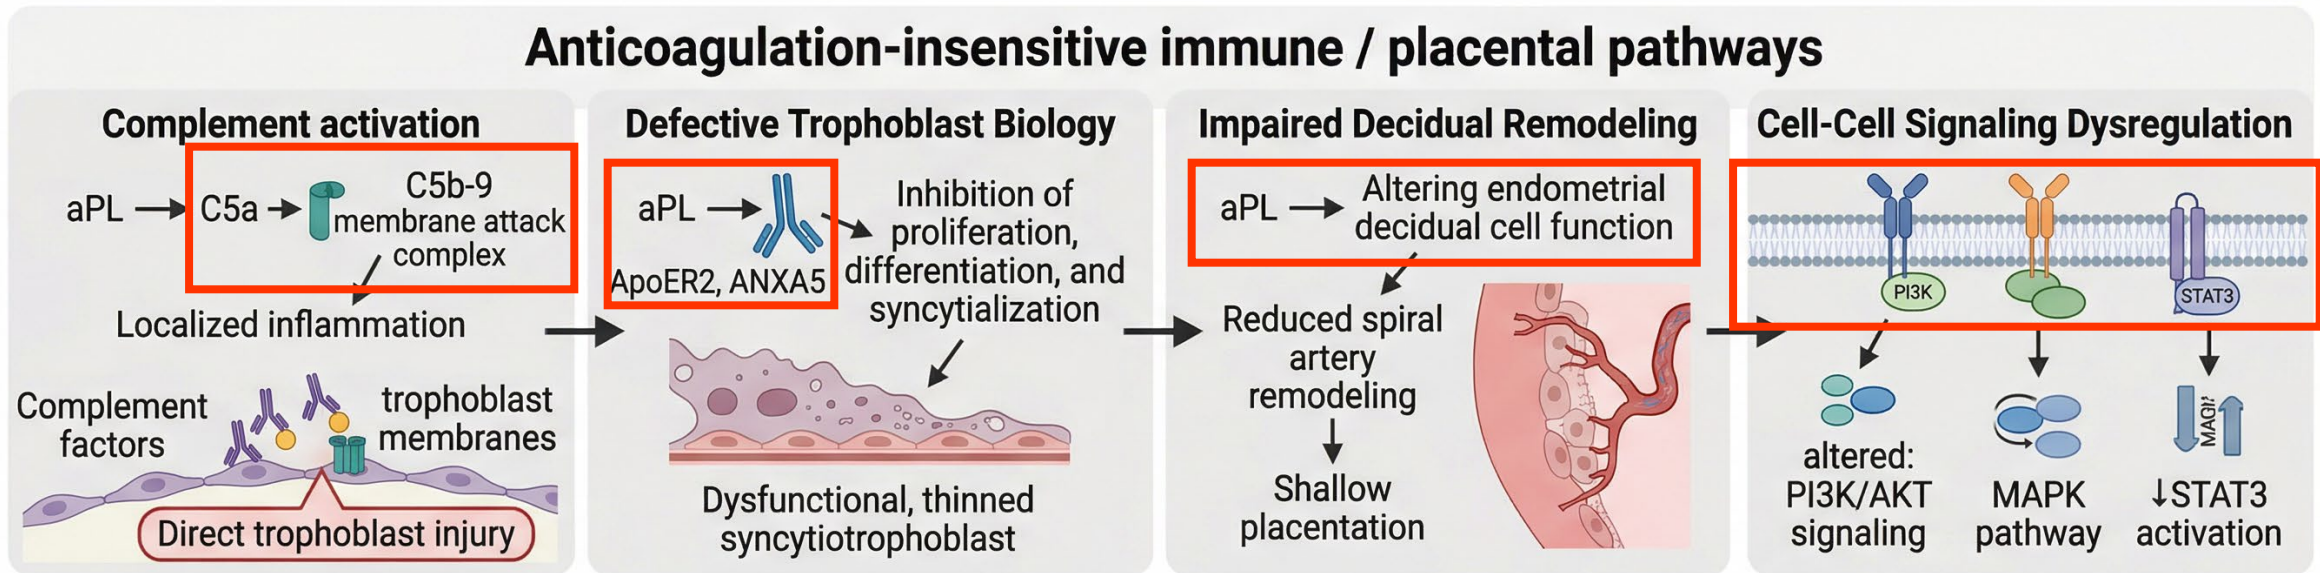 Anticoagulation-insensitive immune / placental pathways
Complement activation
aPL
C5a
C5b-9
membrane attack
complex
Localized inflammation
Complement
factors
trophoblast
membranes
Direct trophoblast injury
Defective Trophoblast Biology
aPL
ApoER2, ANXA5
Inhibition of
proliferation,
differentiation, and
syncytialization
Dysfunctional, thinned
syncytiotrophoblast
Impaired Decidual Remodeling
aPL
Altering endometrial
decidual cell function
Reduced spiral
artery
remodeling
Shallow
placentation
Cell-Cell Signaling Dysregulation
PI3K
STAT3
altered:
PI3K/AKT
signaling
MAPK
pathway
↓STAT3
activation